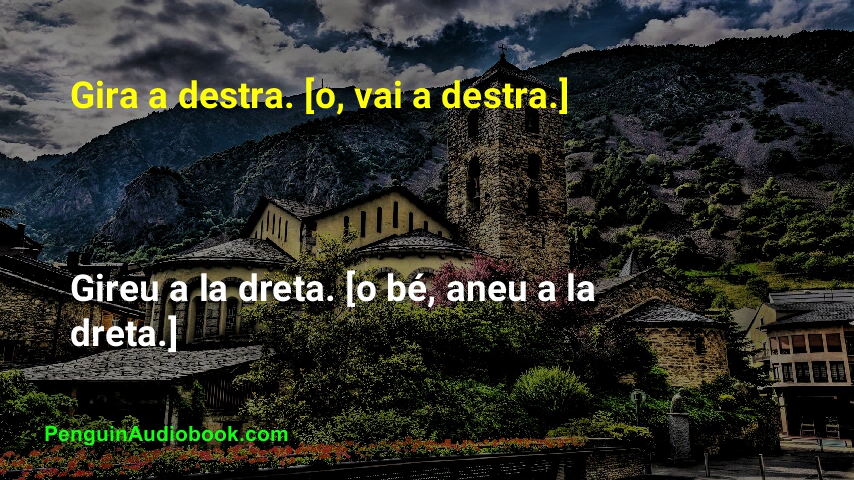 Gira a destra. [o, vai a destra.]
Gireu a la dreta. [o bé, aneu a la
dreta.]
PenguinAudiobook.com